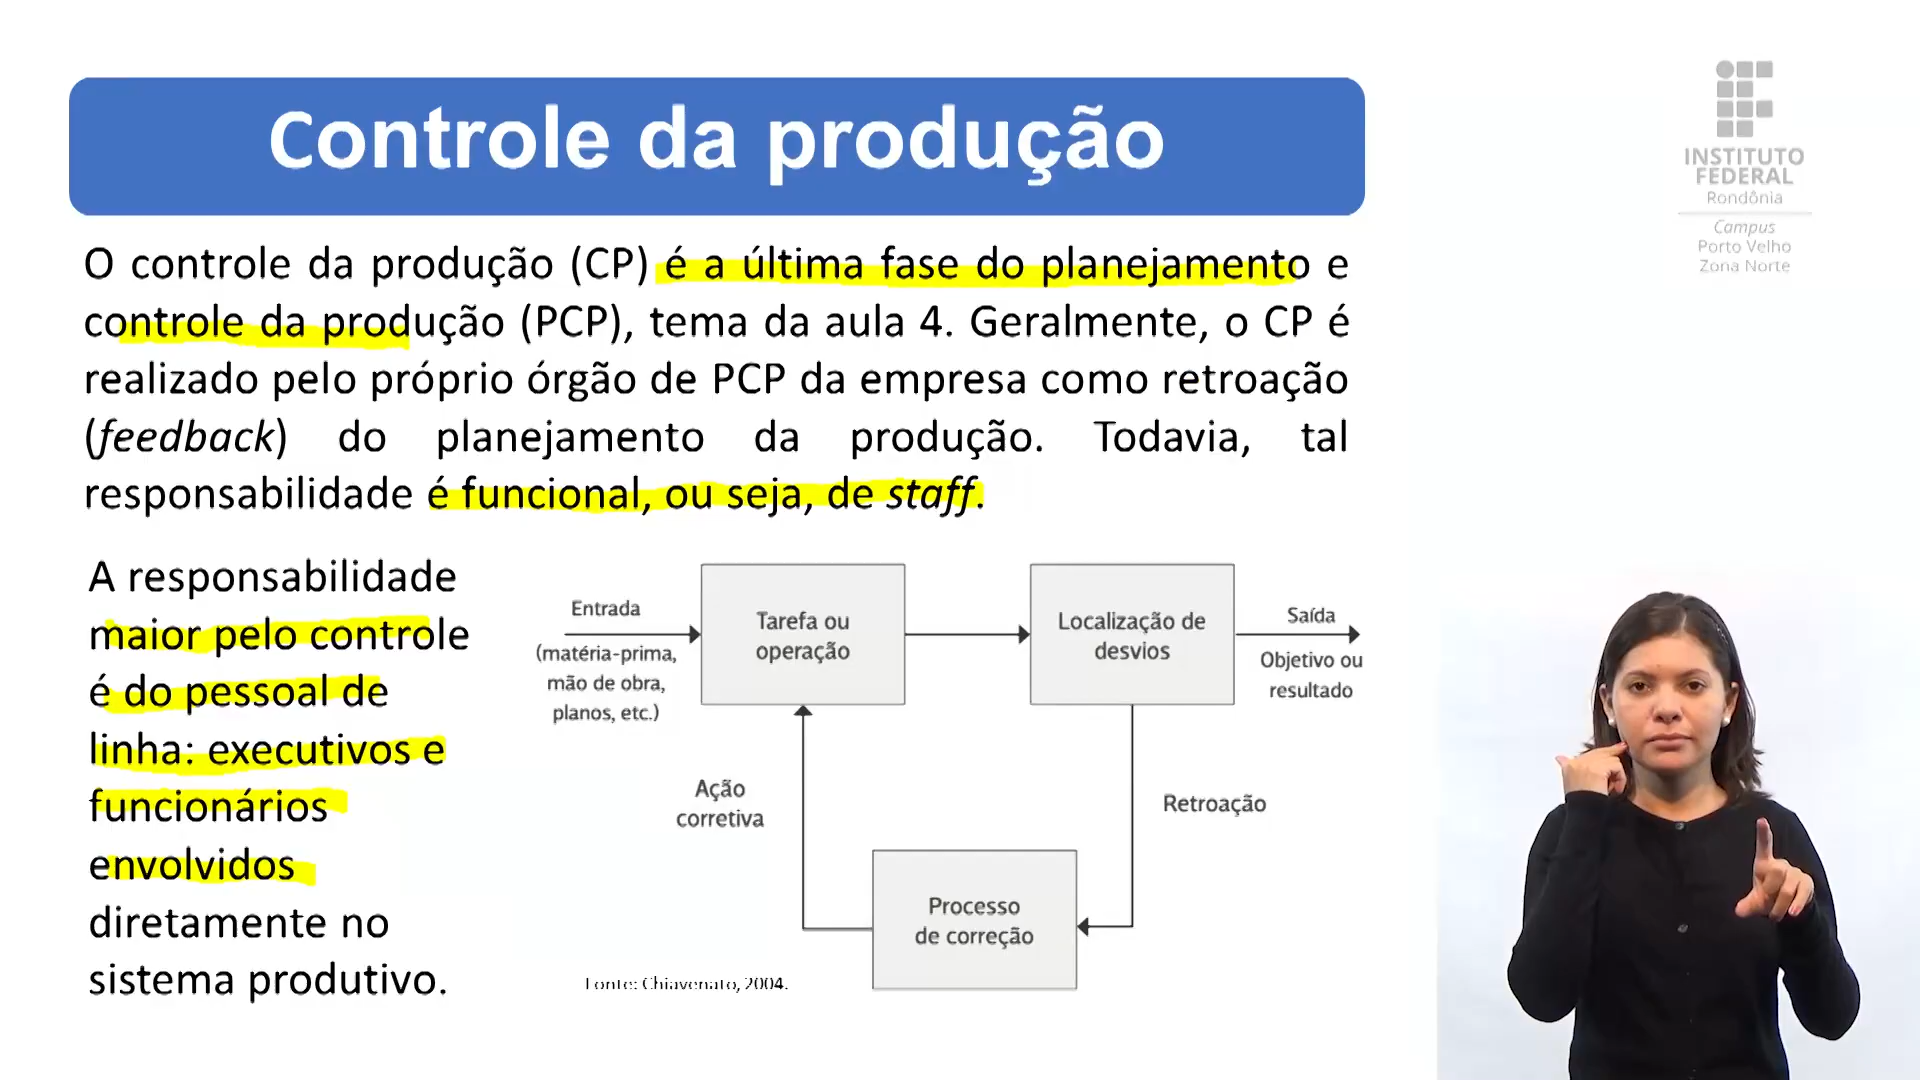 Controle da produção
INSTITUTO
FEDERAL
Rondônia
Campus
Porto Velho
Zona Norte
O controle da produção (CP) é a última fase do planejamento e
controle da produção (PCP), tema da aula 4. Geralmente, o CP é
realizado pelo próprio órgão de PCP da empresa como retroação
(feedback) do planejamento da produção. Todavia, tal
responsabilidade é funcional, ou seja, de staff.
A responsabilidade
maior pelo controle
é do pessoal de
linha: executivos e
funcionários
envolvidos
diretamente no
sistema produtivo.
Entrada
(matéria-prima,
mão de obra,
planos, etc.)
Tarefa ou
operação
Localização de
desvios
Saída
Objetivo ou
resultado
Ação
corretiva
Retroação
Processo
de correção
Fonte: Chiavenato, 2004.